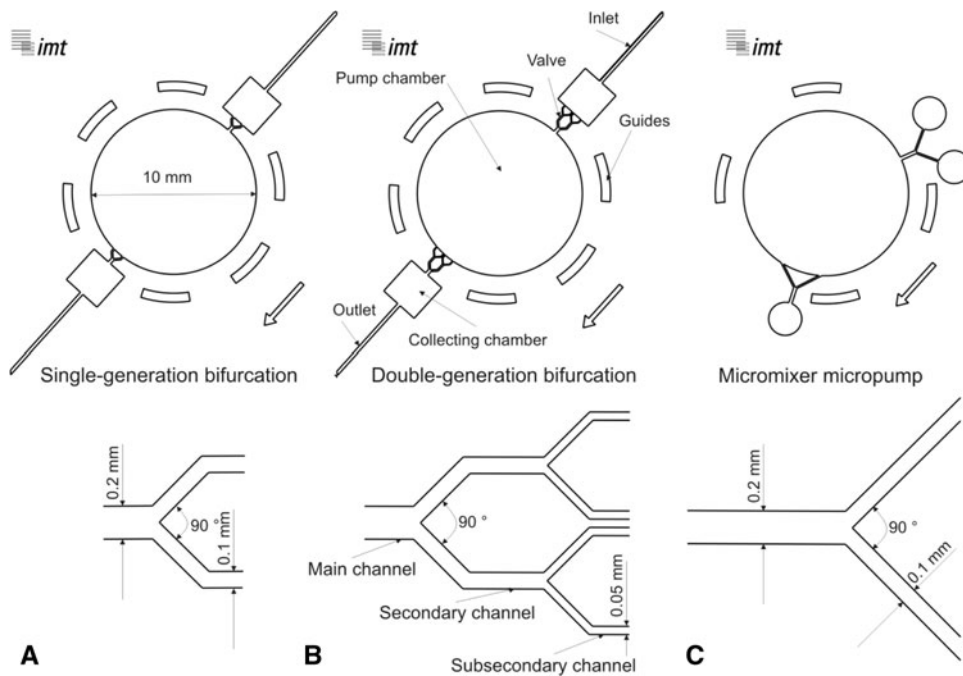 imt
10 mm
Single-generation bifurcation
0.2 mm
90 °
0.1 mm
A
imt
Inlet
Valve
Pump chamber
Guides
Outlet
Collecting chamber
Double-generation bifurcation
90 °
Main channel
Secondary channel
0.05 mm
Subsecondary channel
B
imt
Micromixer micropump
0.2 mm
90 °
0.1 mm
C